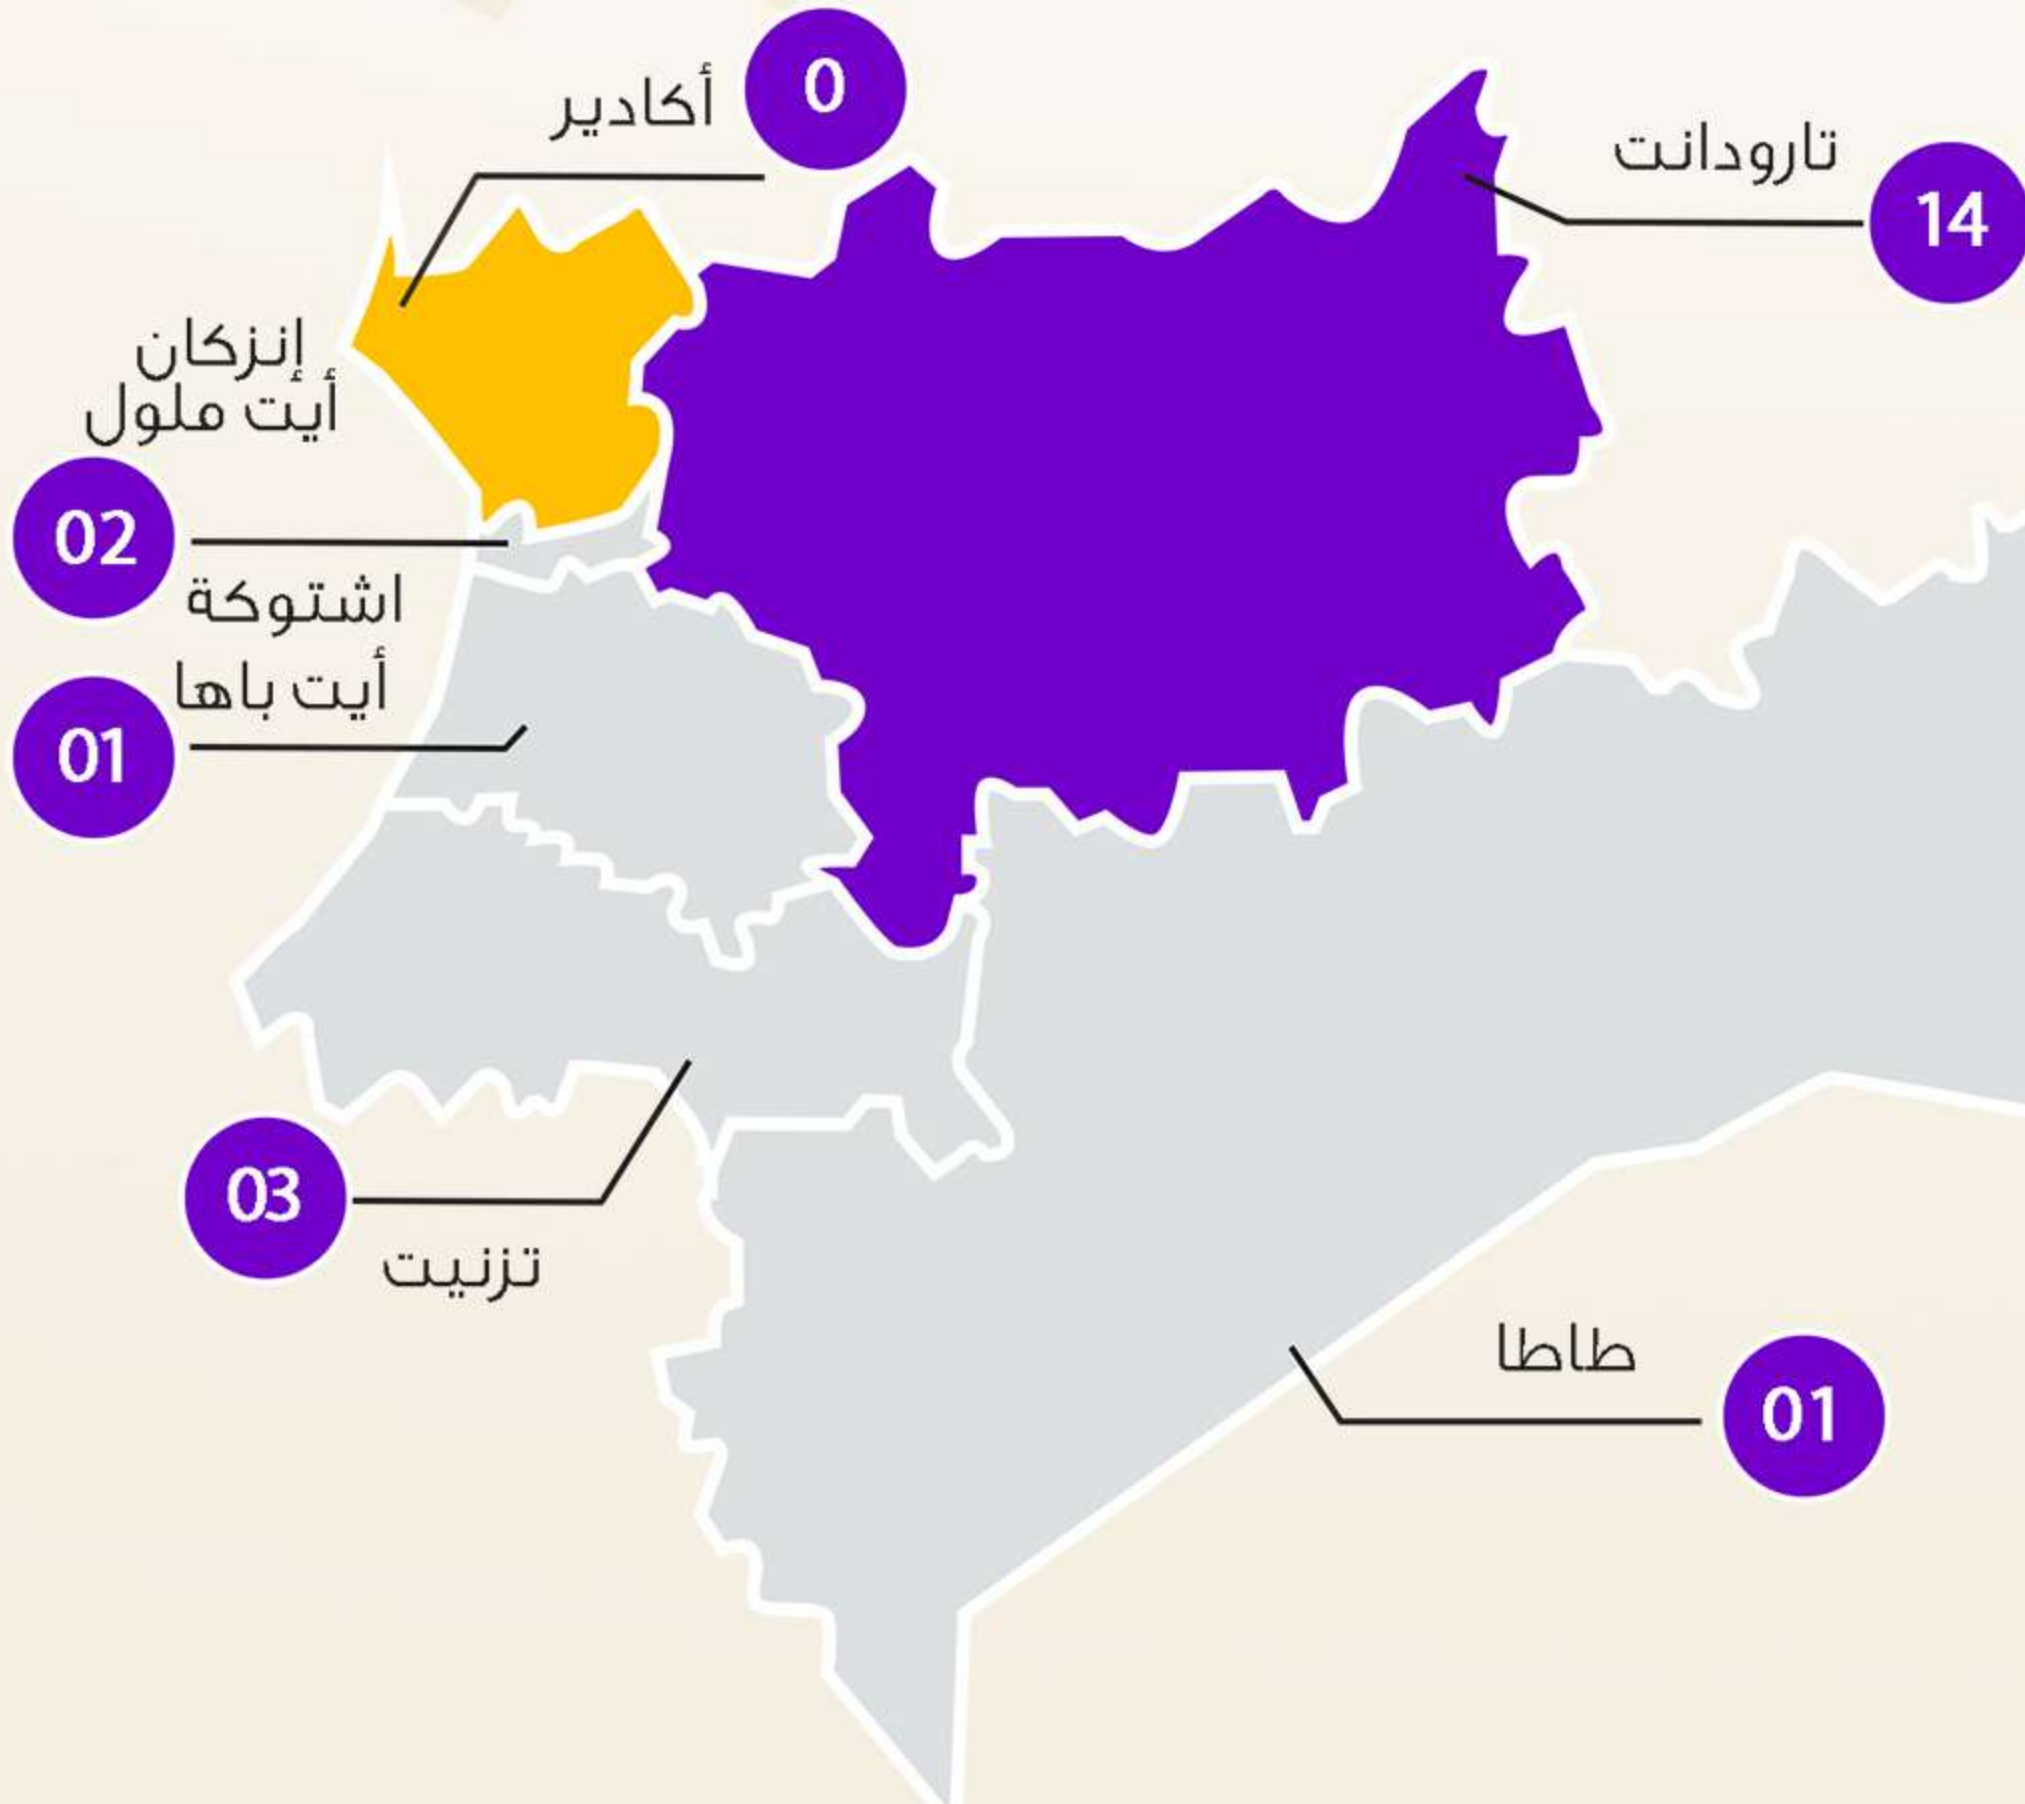 أكادير
0
تارودانت
14
إنزكان
أيت ملول
02
اشتوكة
أيت باها
01
03
تزنيت
طاطا
01